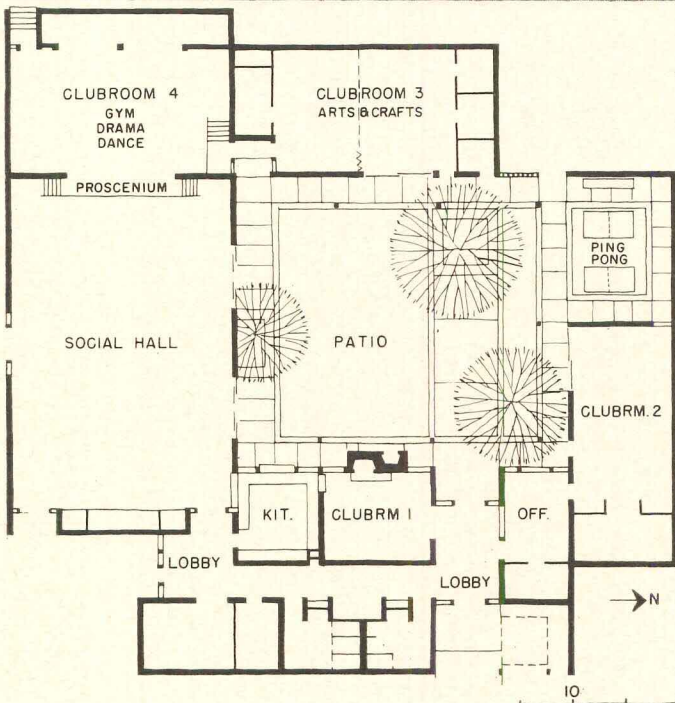 CLUBROOM 4
GYM
DRAMA
DANCE
CLUBROOM 3
ARTS & CRAFTS
PROSCENIUM
PING
PONG
SOCIAL HALL
PATIO
CLUBRM. 2
KIT.
CLUBRM 1
OFF.
LOBBY
LOBBY
N
10